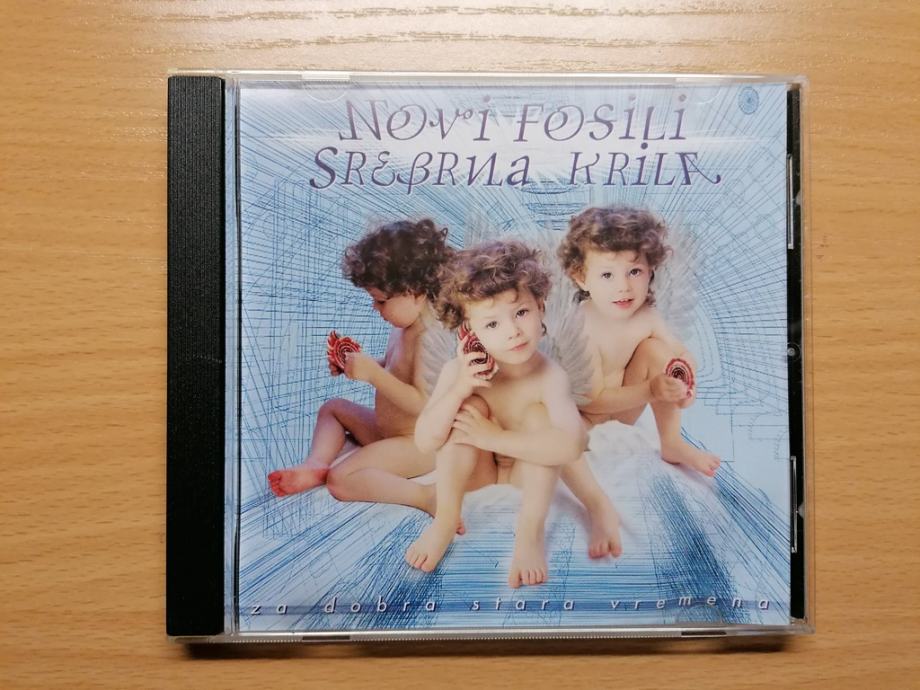 Novi Fosili
Srebrna Krila
za dobra stara vremena